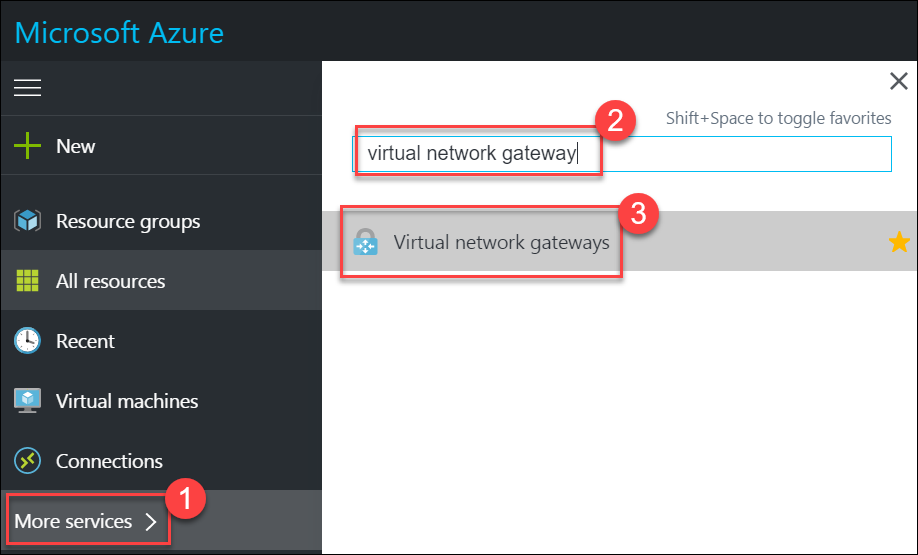 Microsoft Azure
New
Resource groups
All resources
Recent
Virtual machines
Connections
More services
1
Shift+Space to toggle favorites
2
virtual network gateway
3
Virtual network gateways